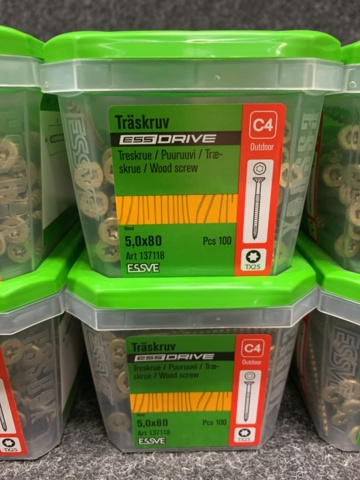 Träskruv
ESSDRIVE
Treskrue / Puuruuvi / Træ-
skrue / Wood screw
C4
Outdoor
5,0x80 Pcs 100
Art 137118
ESSVE
TX25
Träskruv
ESSDRIVE
Treskrue / Puuruuvi / Træ-
skrue / Wood screw
C4
Outdoor
5,0x80 Pcs 100
Art 137118
ESSVE
TX25